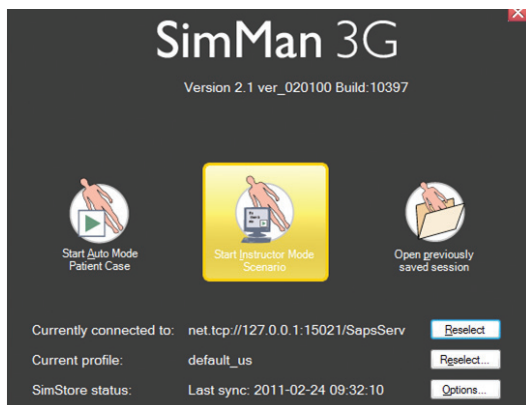 SimMan 3G
Version 2.1 ver_020100 Build:10397
Start Auto Mode
Patient Case
Start Instructor Mode
Scenario
Open previously
saved session
Currently connected to: net.tcp://127.0.0.1:15021/SapsServ Reselect
Current profile: default_us Reselect...
SimStore status: Last sync: 2011-02-24 09:32:10 Options...